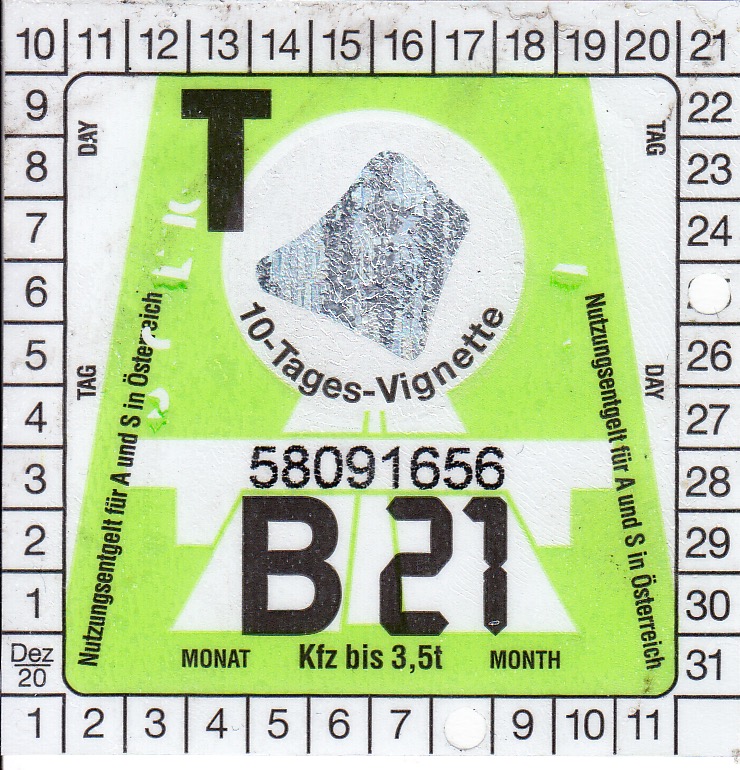 10 11 12 13 14 15 16 17 18 19 20 21
9 22
8 23
7 24
6
5 26
4 27
3 28
2 29
1 30
Dez 20 31
1 2 3 4 5 6 7 9 10 11
DAY
TAG
T
10-Tages-Vignette
TAG
DAY
Nutzungsentgelt für A und S in Österreich
Nutzungsentgelt für A und S in Österreich
58091656
B 21
MONAT Kfz bis 3,5t MONTH